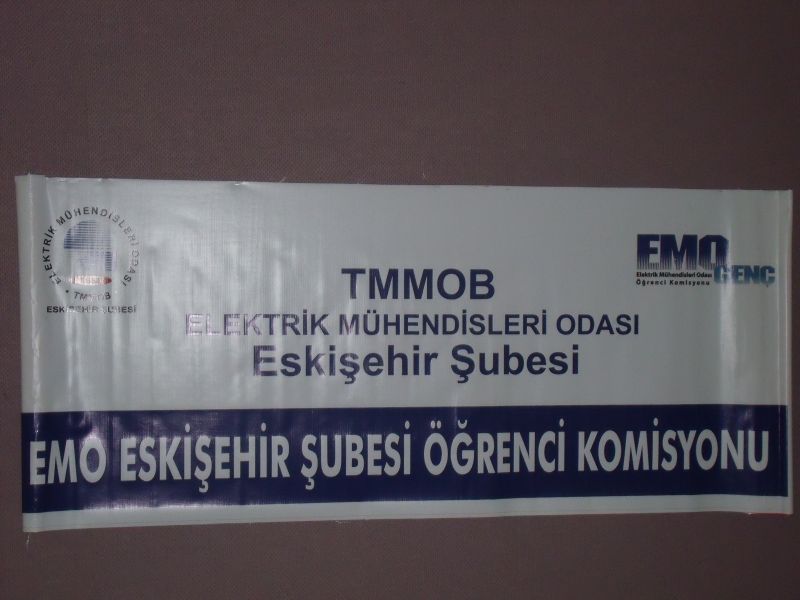 ELEKTRİK MÜHENDİSLERİ ODASI
1954
• TMMOB •
ESKİŞEHİR ŞUBESİ
EMO
Elektrik Mühendisleri Odası
GENÇ
Öğrenci Komisyonu
TMMOB
ELEKTRİK MÜHENDİSLERİ ODASI
Eskişehir Şubesi
EMO ESKİŞEHİR ŞUBESİ ÖĞRENCİ KOMİSYONU